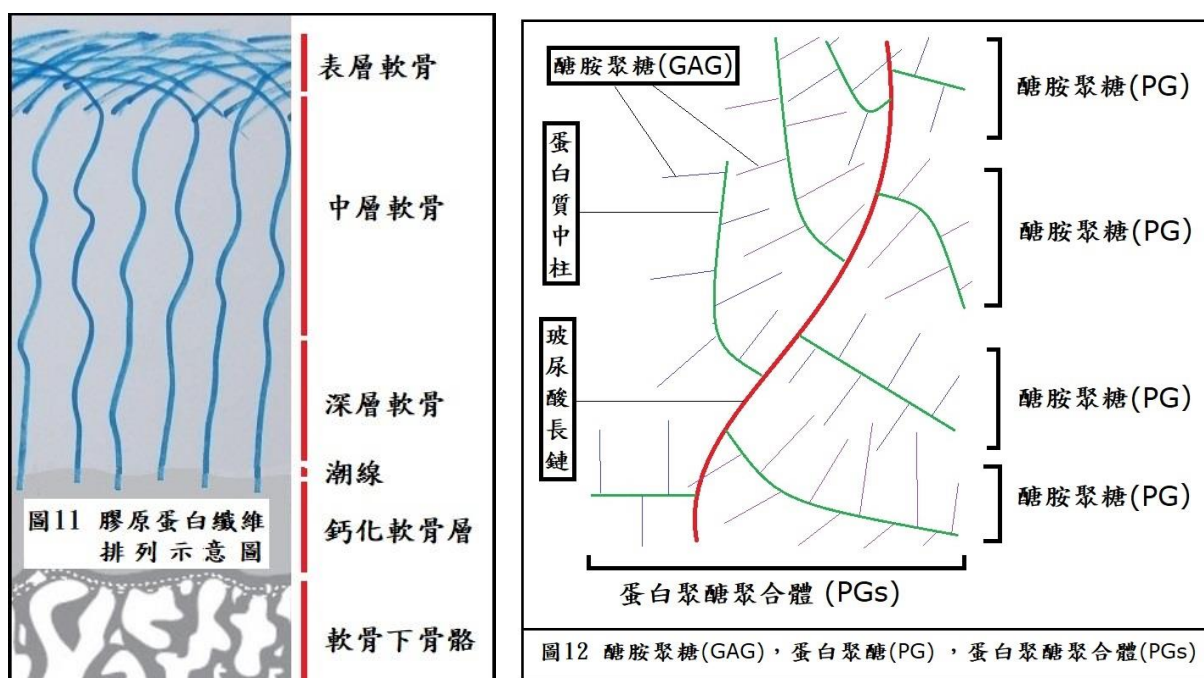 表層軟骨
中層軟骨
深層軟骨
潮線
鈣化軟骨層
軟骨下骨骼
圖11 膠原蛋白纖維
排列示意圖
醣胺聚糖(GAG)
蛋白質中柱
玻尿酸長鏈
醣胺聚糖(PG)
醣胺聚糖(PG)
醣胺聚糖(PG)
醣胺聚糖(PG)
蛋白聚醣聚合體 (PGs)
圖12 醣胺聚糖(GAG),蛋白聚醣(PG) ,蛋白聚醣聚合體(PGs)